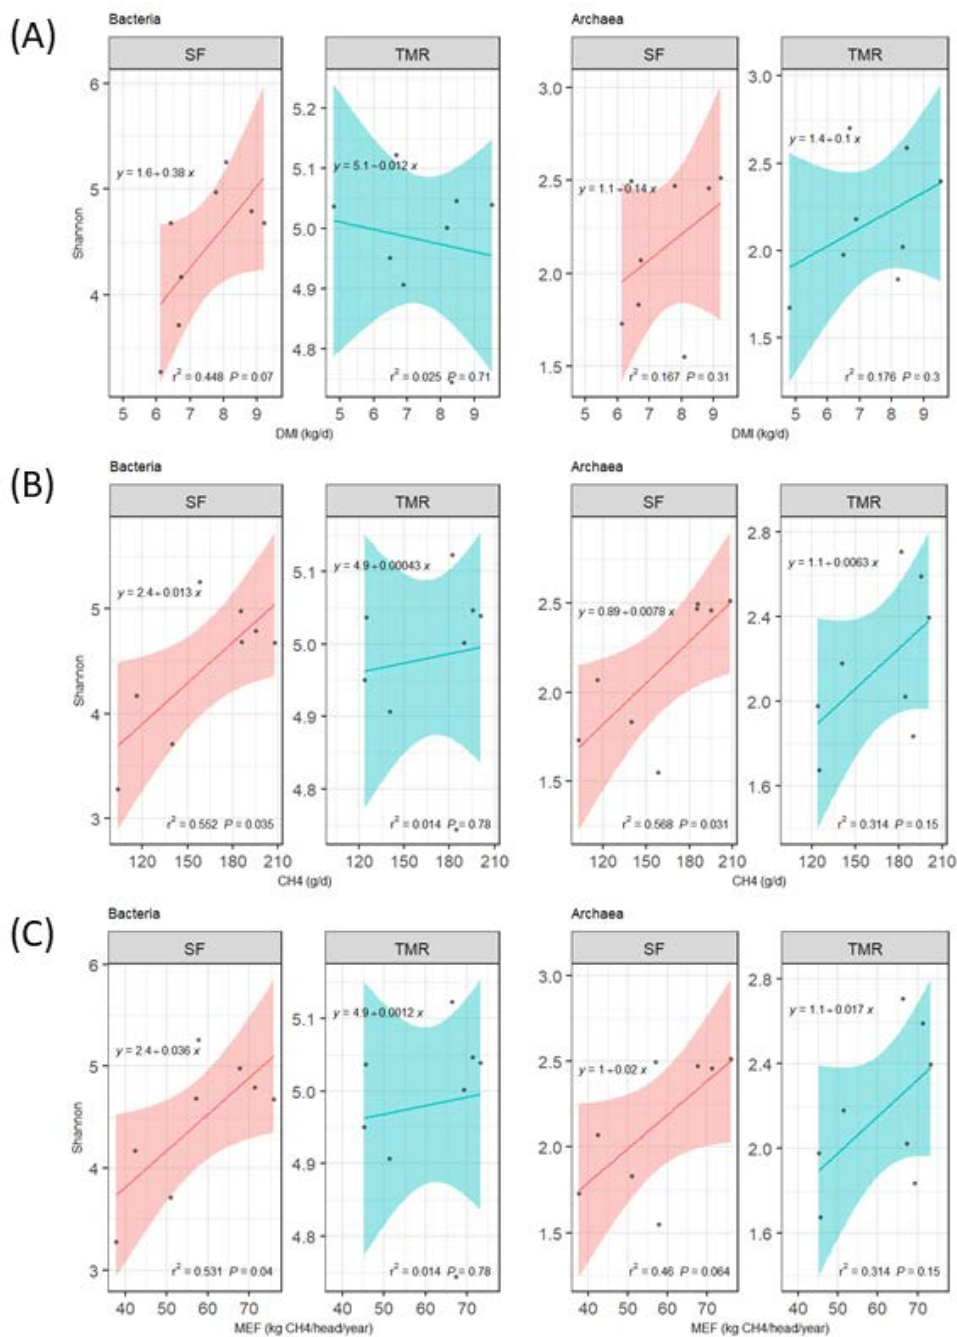 (A)
Bacteria
Archaea
SF
TMR
SF
TMR
y = 1.6+0.38 x
y = 5.1-0.012 x
y = 1.1+0.14 x
y = 1.4+0.1 x
6
5
4
5.2
5.1
5.0
4.9
4.8
3.0
2.5
2.0
1.5
3.0
2.5
2.0
1.5
Shannon
r² = 0.448 P = 0.07
r² = 0.025 P = 0.71
r² = 0.167 P = 0.31
r² = 0.176 P = 0.3
5 6 7 8 9
5 6 7 8 9
5 6 7 8 9
5 6 7 8 9
DMI (kg/d)
DMI (kg/d)
(B)
Bacteria
Archaea
SF
TMR
SF
TMR
y = 2.4+0.013 x
y = 4.9+0.00043 x
y = 0.89+0.0078 x
y = 1.1+0.0063 x
5
4
3
5.1
5.0
4.9
4.8
2.5
2.0
1.5
2.8
2.4
2.0
1.6
Shannon
r² = 0.552 P = 0.035
r² = 0.014 P = 0.78
r² = 0.568 P = 0.031
r² = 0.314 P = 0.15
120 150 180 210
120 150 180 210
120 150 180 210
120 150 180 210
CH4 (g/d)
CH4 (g/d)
(C)
Bacteria
Archaea
SF
TMR
SF
TMR
y = 2.4+0.036 x
y = 4.9+0.0012 x
y = 1+0.02 x
y = 1.1+0.017 x
6
5
4
3
5.1
5.0
4.9
4.8
3.0
2.5
2.0
1.5
2.8
2.4
2.0
1.6
Shannon
r² = 0.531 P = 0.04
r² = 0.014 P = 0.78
r² = 0.46 P = 0.064
r² = 0.314 P = 0.15
40 50 60 70
40 50 60 70
40 50 60 70
40 50 60 70
MEF (kg CH4/head/year)
MEF (kg CH4/head/year)